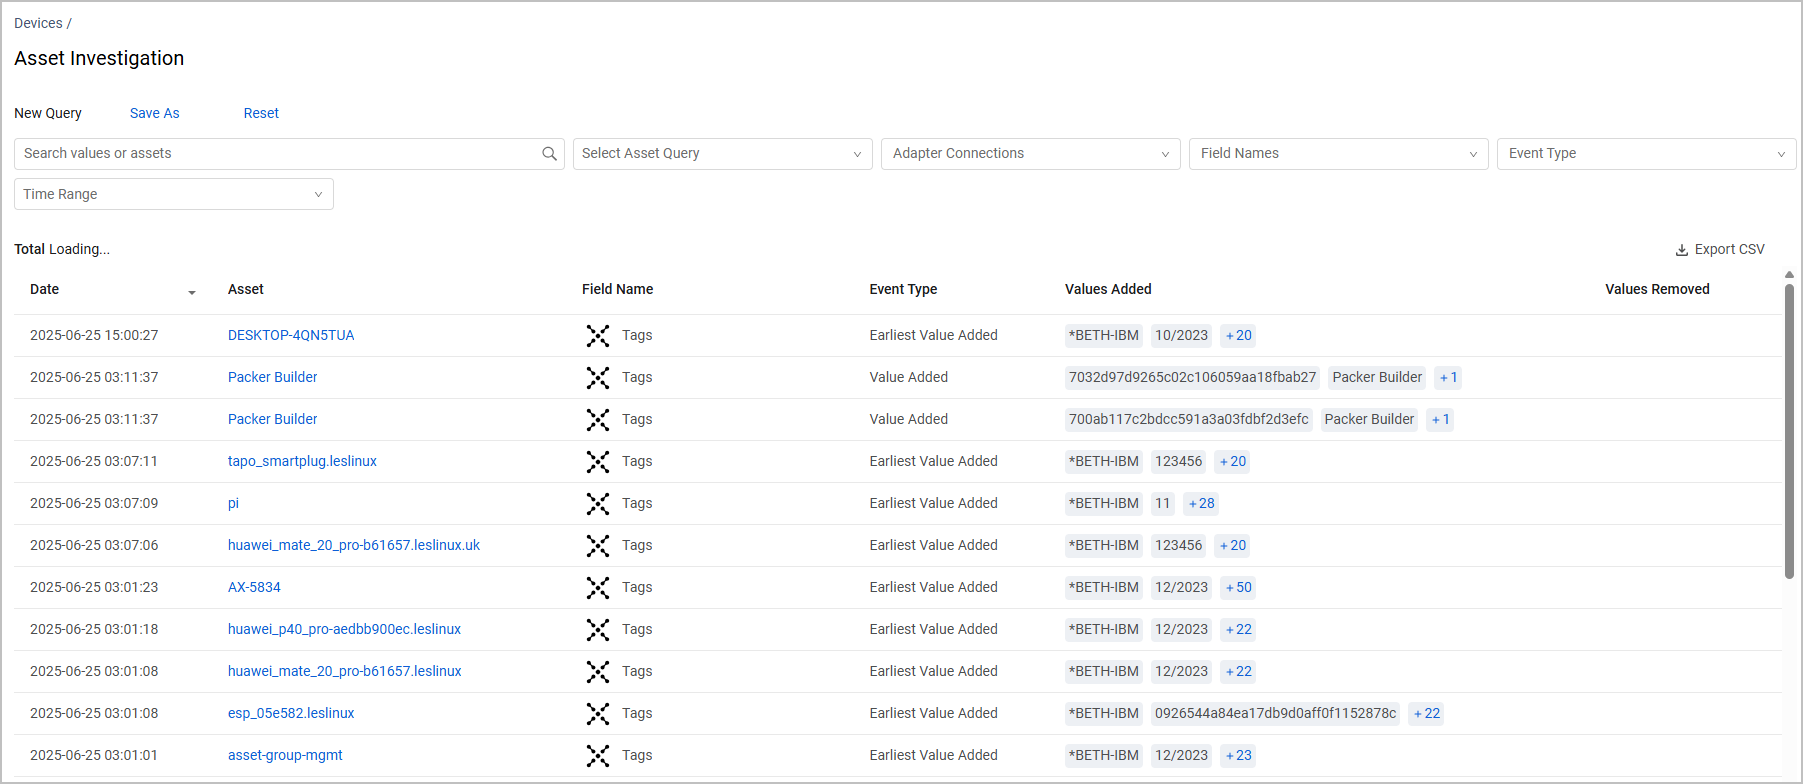 Devices /
Asset Investigation
New Query Save As Reset
Search values or assets Select Asset Query Adapter Connections Field Names Event Type
Time Range
Total Loading... Export CSV
Date Asset Field Name Event Type Values Added Values Removed
2025-06-25 15:00:27 DESKTOP-4QN5TUA Tags Earliest Value Added *BETH-IBM 10/2023 +20
2025-06-25 03:11:37 Packer Builder Tags Value Added 7032d97d9265c02c106059aa18fbab27 Packer Builder +1
2025-06-25 03:11:37 Packer Builder Tags Value Added 700ab117c2bdcc591a3a03fdbf2d3efc Packer Builder +1
2025-06-25 03:07:11 tapo_smartplug.leslinux Tags Earliest Value Added *BETH-IBM 123456 +20
2025-06-25 03:07:09 pi Tags Earliest Value Added *BETH-IBM 11 +28
2025-06-25 03:07:06 huawei_mate_20_pro-b61657.leslinux.uk Tags Earliest Value Added *BETH-IBM 123456 +20
2025-06-25 03:01:23 AX-5834 Tags Earliest Value Added *BETH-IBM 12/2023 +50
2025-06-25 03:01:18 huawei_p40_pro-aedbb900ec.leslinux Tags Earliest Value Added *BETH-IBM 12/2023 +22
2025-06-25 03:01:08 huawei_mate_20_pro-b61657.leslinux Tags Earliest Value Added *BETH-IBM 12/2023 +22
2025-06-25 03:01:08 esp_05e582.leslinux Tags Earliest Value Added *BETH-IBM 0926544a84ea17db9d0aff0f1152878c +22
2025-06-25 03:01:01 asset-group-mgmt Tags Earliest Value Added *BETH-IBM 12/2023 +23